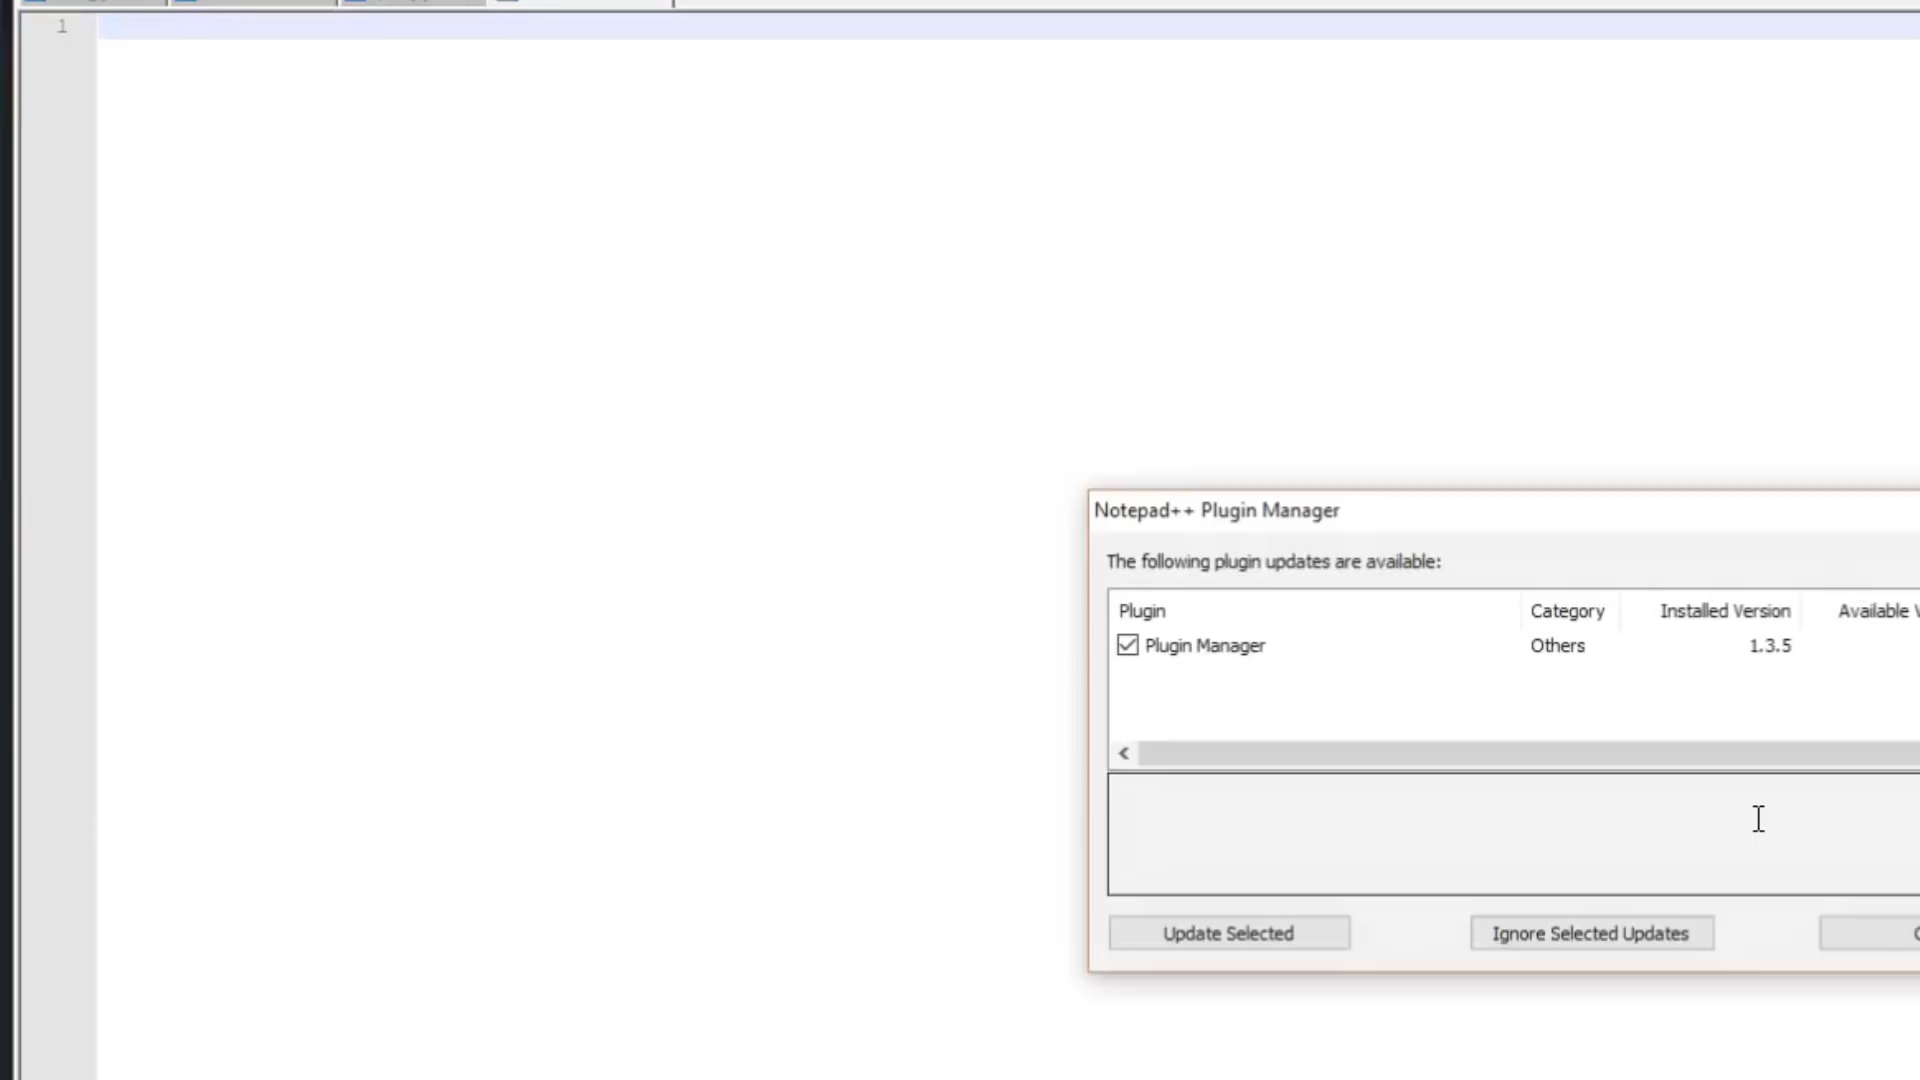 1
Notepad++ Plugin Manager
The following plugin updates are available:
Plugin Category Installed Version Available
Plugin Manager Others 1.3.5
Update Selected Ignore Selected Updates